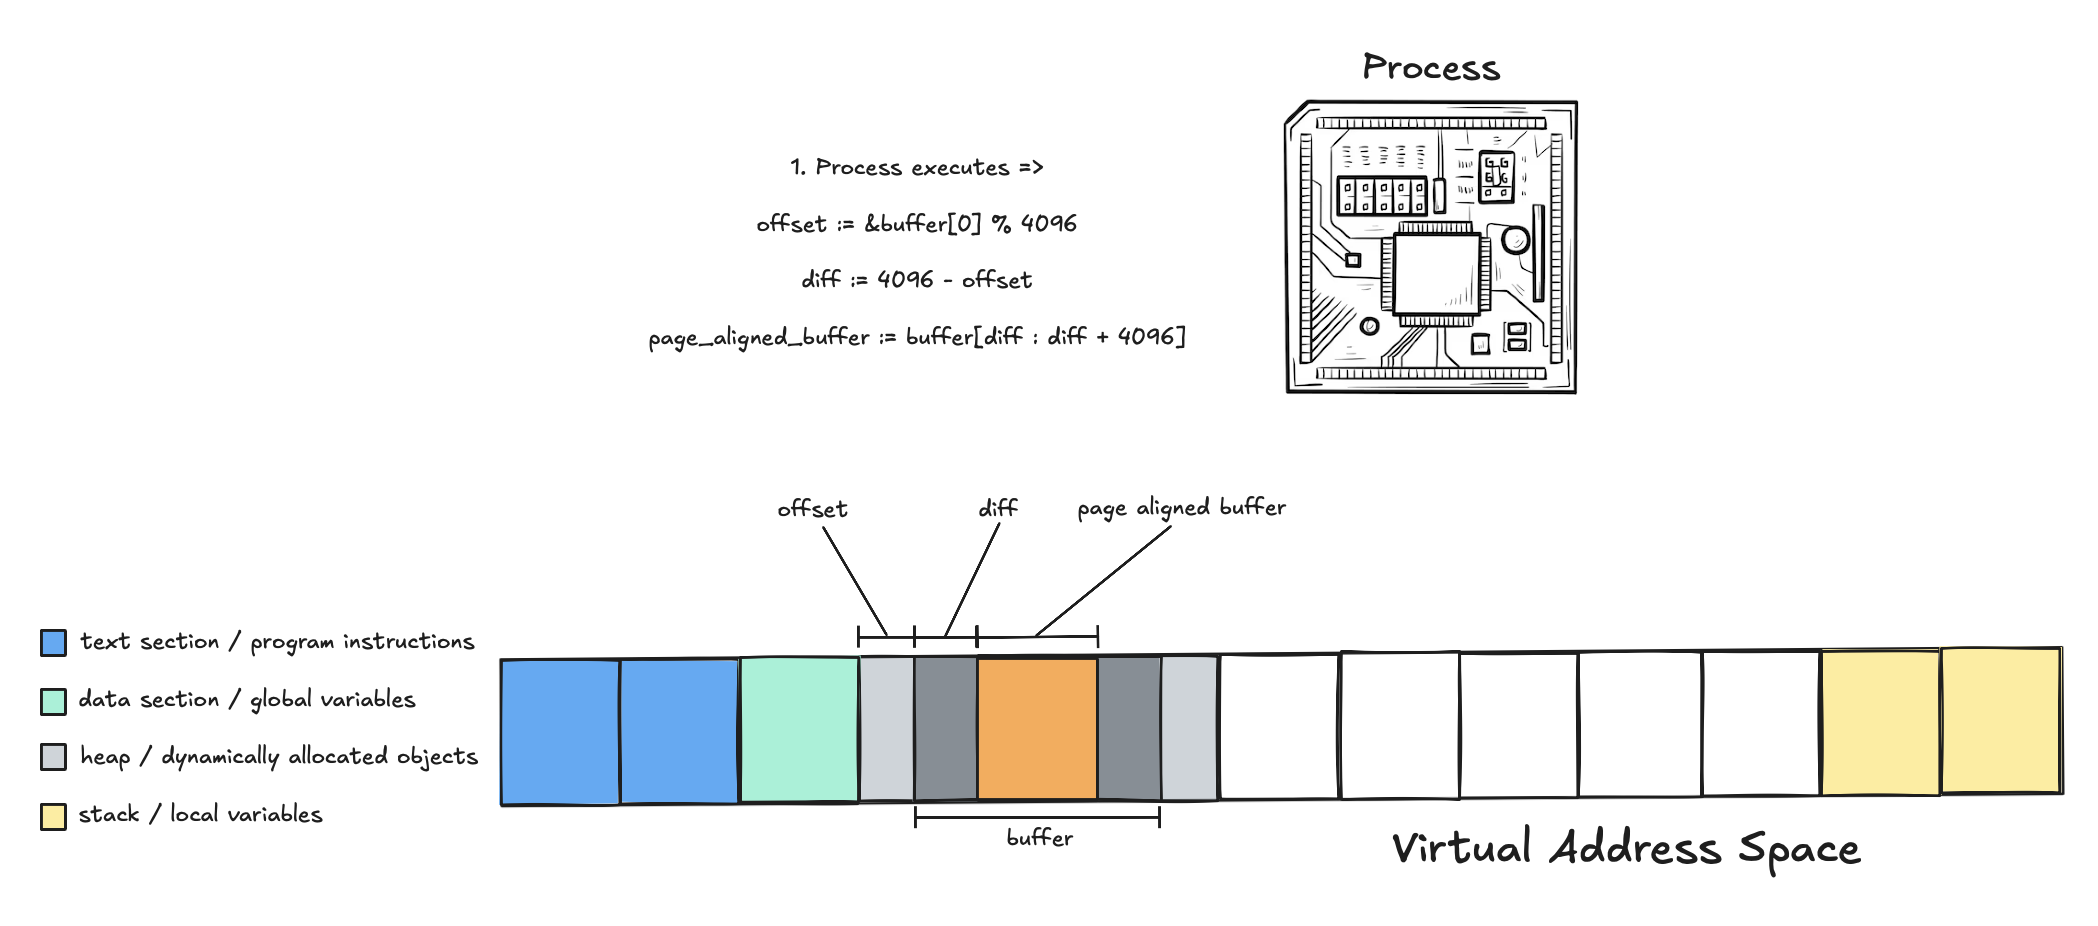 Process
1. Process executes =>
offset := &buffer[0] % 4096
diff := 4096 - offset
page_aligned_buffer := buffer[diff : diff + 4096]
offset
diff
page aligned buffer
text section / program instructions
data section / global variables
heap / dynamically allocated objects
stack / local variables
buffer
Virtual Address Space